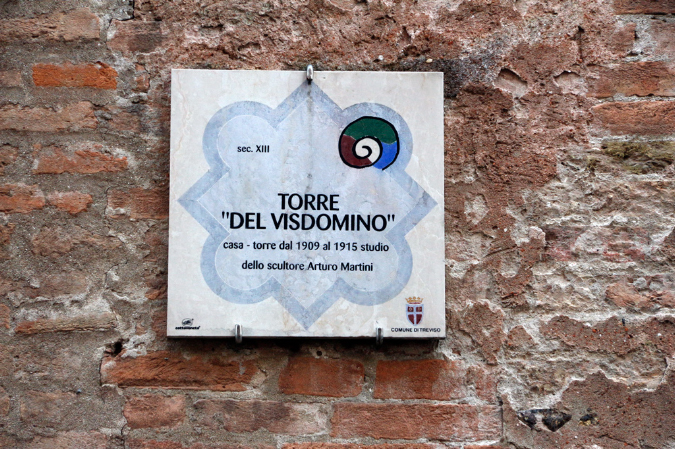 sec. XIII
TORRE
"DEL VISDOMINO"
casa - torre dal 1909 al 1915 studio
dello scultore Arturo Martini
COMUNE DI TREVISO